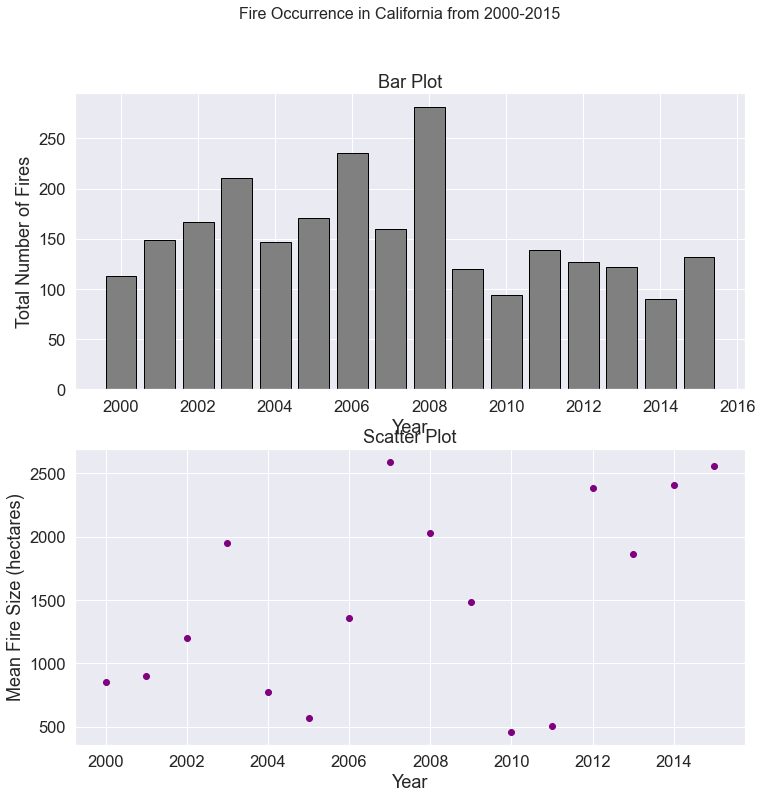 Fire Occurrence in California from 2000-2015
Bar Plot
Total Number of Fires
250
200
150
100
50
0
2000 2002 2004 2006 2008 2010 2012 2014 2016
Year
Scatter Plot
Mean Fire Size (hectares)
2500
2000
1500
1000
500
2000 2002 2004 2006 2008 2010 2012 2014
Year